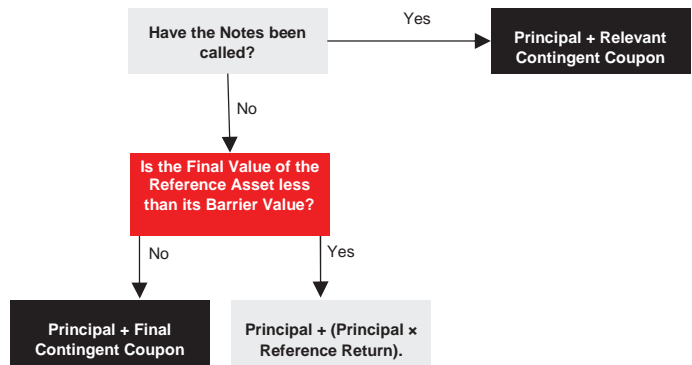 Have the Notes been
called?
Yes
Principal + Relevant
Contingent Coupon
No
Is the Final Value of the
Reference Asset less
than its Barrier Value?
No
Yes
Principal + Final
Contingent Coupon
Principal + (Principal ×
Reference Return).